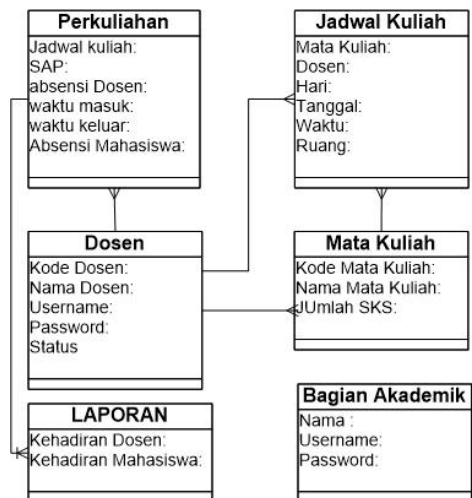 Perkuliahan
Jadwal kuliah:
SAP:
absensi Dosen:
waktu masuk:
waktu keluar:
Absensi Mahasiswa:
Jadwal Kuliah
Mata Kuliah:
Dosen:
Hari:
Tanggal:
Waktu:
Ruang:
Dosen
Kode Dosen:
Nama Dosen:
Username:
Password:
Status
Mata Kuliah
Kode Mata Kuliah:
Nama Mata Kuliah:
JUmlah SKS:
LAPORAN
Kehadiran Dosen:
Kehadiran Mahasiswa:
Bagian Akademik
Nama :
Username:
Password: